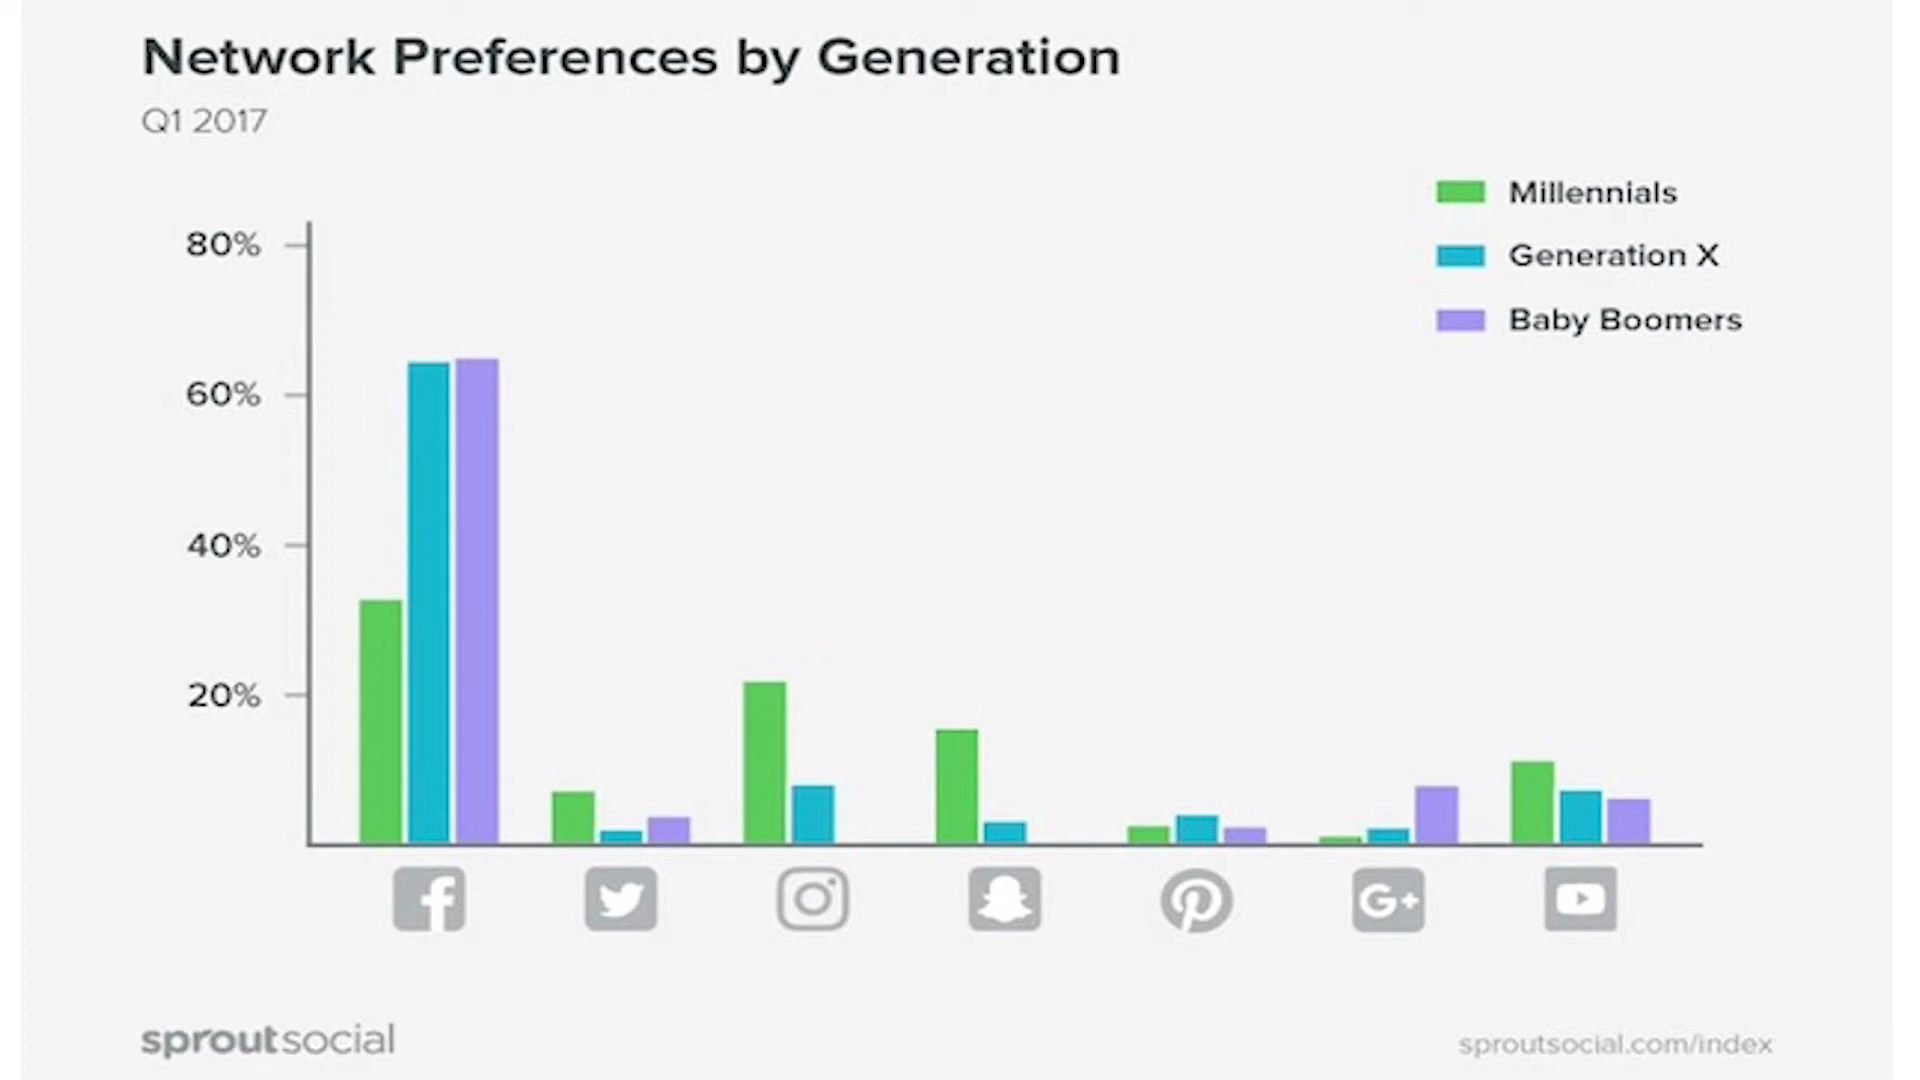 Network Preferences by Generation
Q1 2017
Millennials
Generation X
Baby Boomers
80%
60%
40%
20%
G+
sproutsocial
sproutsocial.com/index